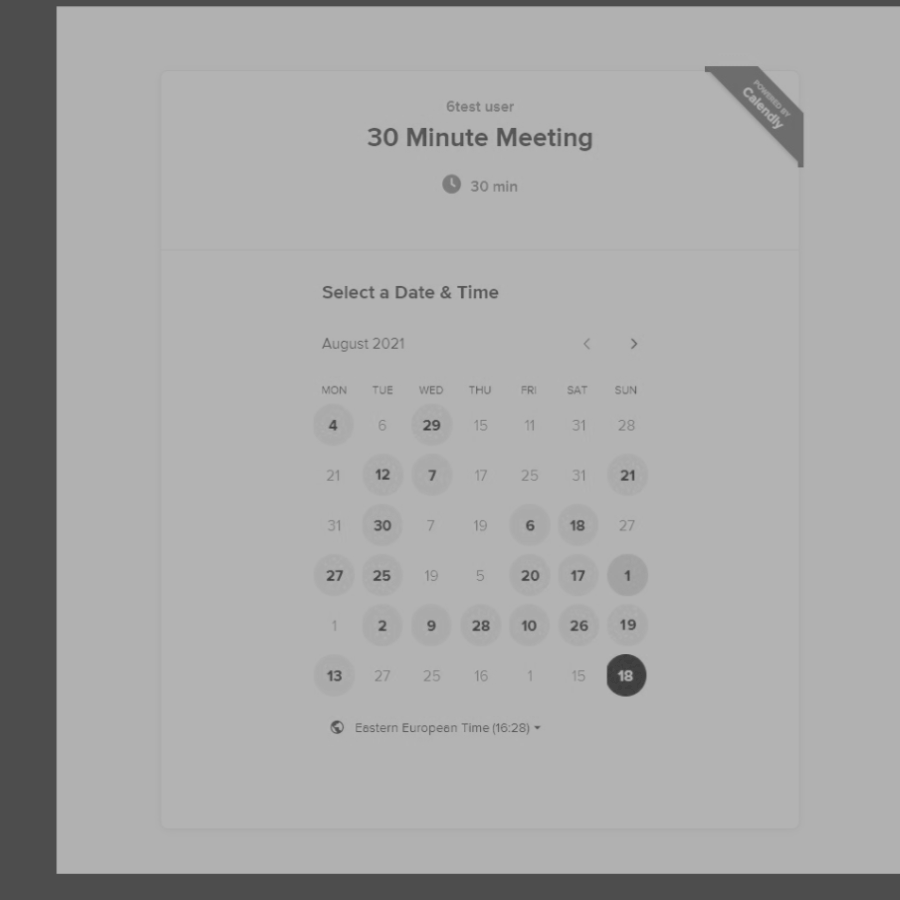 POWERED BY
Calendly
6test user
30 Minute Meeting
30 min
Select a Date & Time
August 2021
MON TUE WED THU FRI SAT SUN
4 6 29 15 11 31 28
21 12 7 17 25 31 21
31 30 7 19 6 18 27
27 25 19 5 20 17 1
1 2 9 28 10 26 19
13 27 25 16 1 15 18
Eastern European Time (16:28)